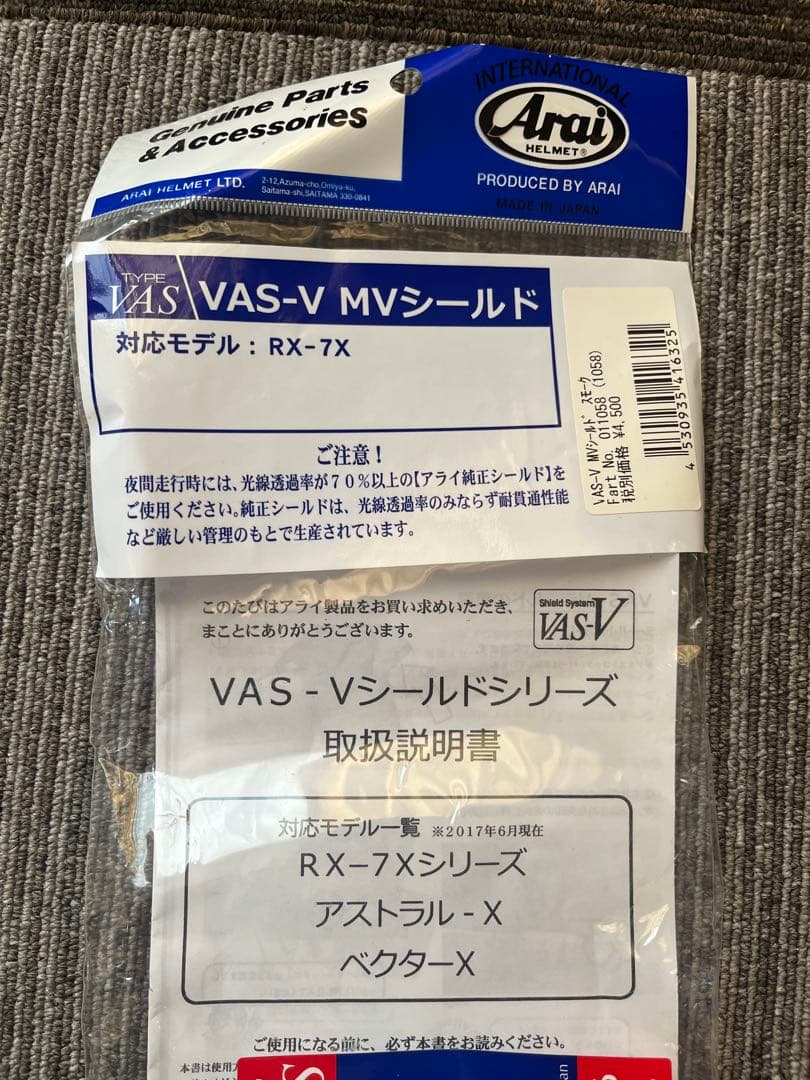 Genuine Parts
& Accessories
ARAI HELMET LTD.
2-12,Azuma-cho,Omiya-ku,
Saitama-shi,SAITAMA 330-0841
INTERNATIONAL
Arai
HELMET®
PRODUCED BY ARAI
MADE IN JAPAN
TYPE
VAS
VAS-V MVシールド
対応モデル：RX-7X
ご注意！
夜間走行時には、光線透過率が７０％以上の【アライ純正シールド】を
ご使用ください。純正シールドは、光線透過率のみならず耐貫通性能
など厳しい管理のもとで生産されています。
VAS-V MVｼｰﾙﾄﾞ ｽﾓｰｸ
Part No. 011058 (1058)
税別価格 ¥4,500
4 530935 416325
このたびはアライ製品をお買い求めいただき、
まことにありがとうございます。
Shield System
VAS-V
ＶＡＳ-Ｖシールドシリーズ
取扱説明書
対応モデル一覧 ※2017年6月現在
ＲＸ−７Ｘシリーズ
アストラル-Ｘ
ベクターＸ
ご使用になる前に、必ず本書をお読みください。
本書は使用